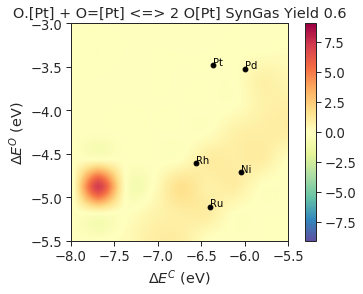 O.[Pt] + O=[Pt] <=> 2 O[Pt] SynGas Yield 0.6
−3.0
−3.5
−4.0
−4.5
−5.0
−5.5
ΔE^O (eV)
Pt
Pd
Rh
Ni
Ru
−8.0 −7.5 −7.0 −6.5 −6.0 −5.5
ΔE^C (eV)
7.5
5.0
2.5
0.0
−2.5
−5.0
−7.5